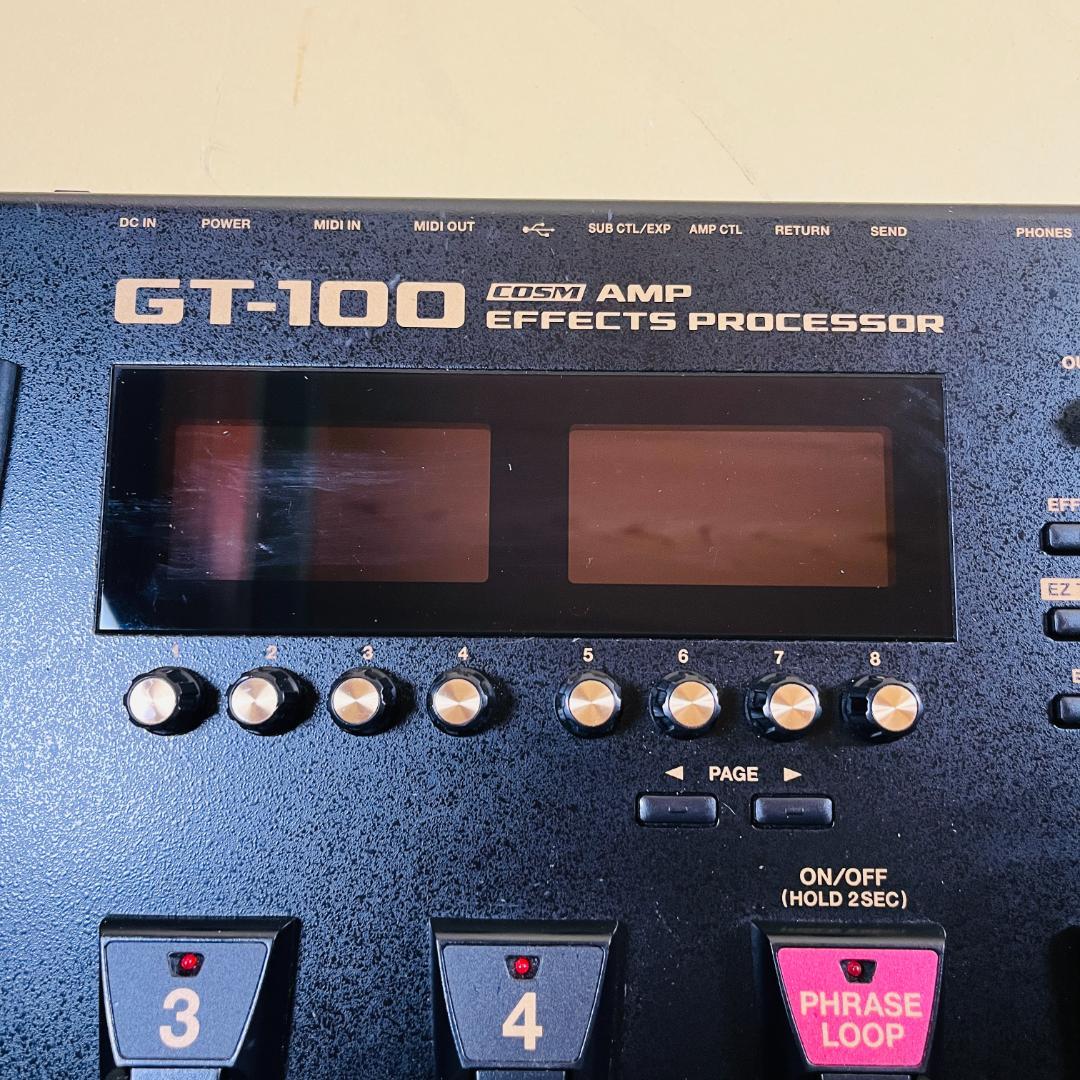 DC IN POWER MIDI IN MIDI OUT SUB CTL/EXP AMP CTL RETURN SEND PHONES
GT-100 COSM AMP
EFFECTS PROCESSOR
1 2 3 4 5 6 7 8
PAGE
ON/OFF
(HOLD 2SEC)
3
4
PHRASE
LOOP